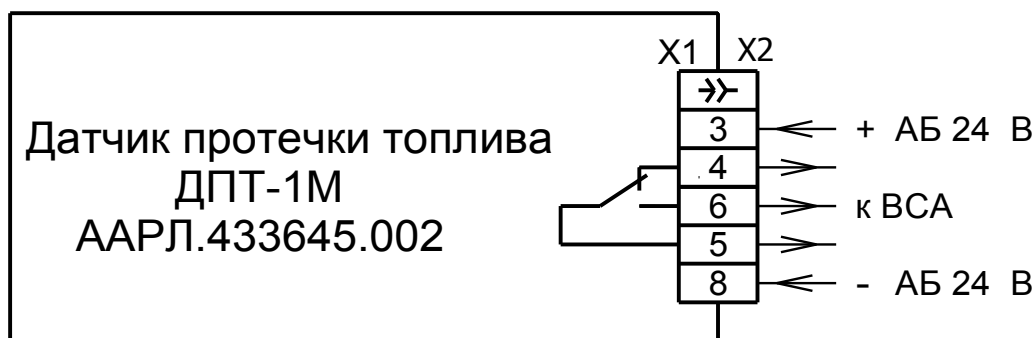 X1 X2
3 + АБ 24 В
Датчик протечки топлива
4
ДПТ-1М
6 к ВСА
ААРЛ.433645.002
5
8 - АБ 24 В